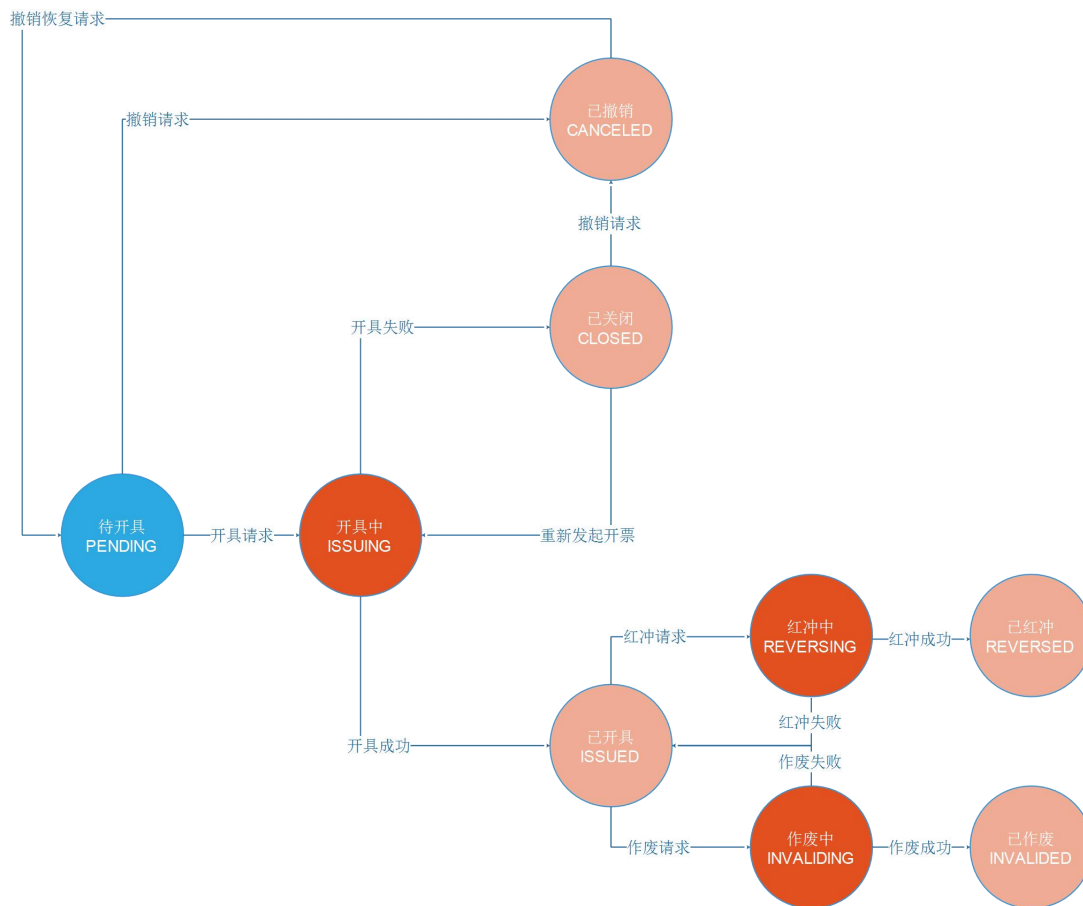 撤销恢复请求
已撤销
CANCELED
撤销请求
撤销请求
已关闭
CLOSED
开具失败
待开具
PENDING
开具请求
开具中
ISSUING
重新发起开票
红冲请求
红冲中
REVERSING
红冲成功
已红冲
REVERSED
红冲失败
开具成功
已开具
ISSUED
作废失败
作废请求
作废中
INVALIDING
作废成功
已作废
INVALIDED